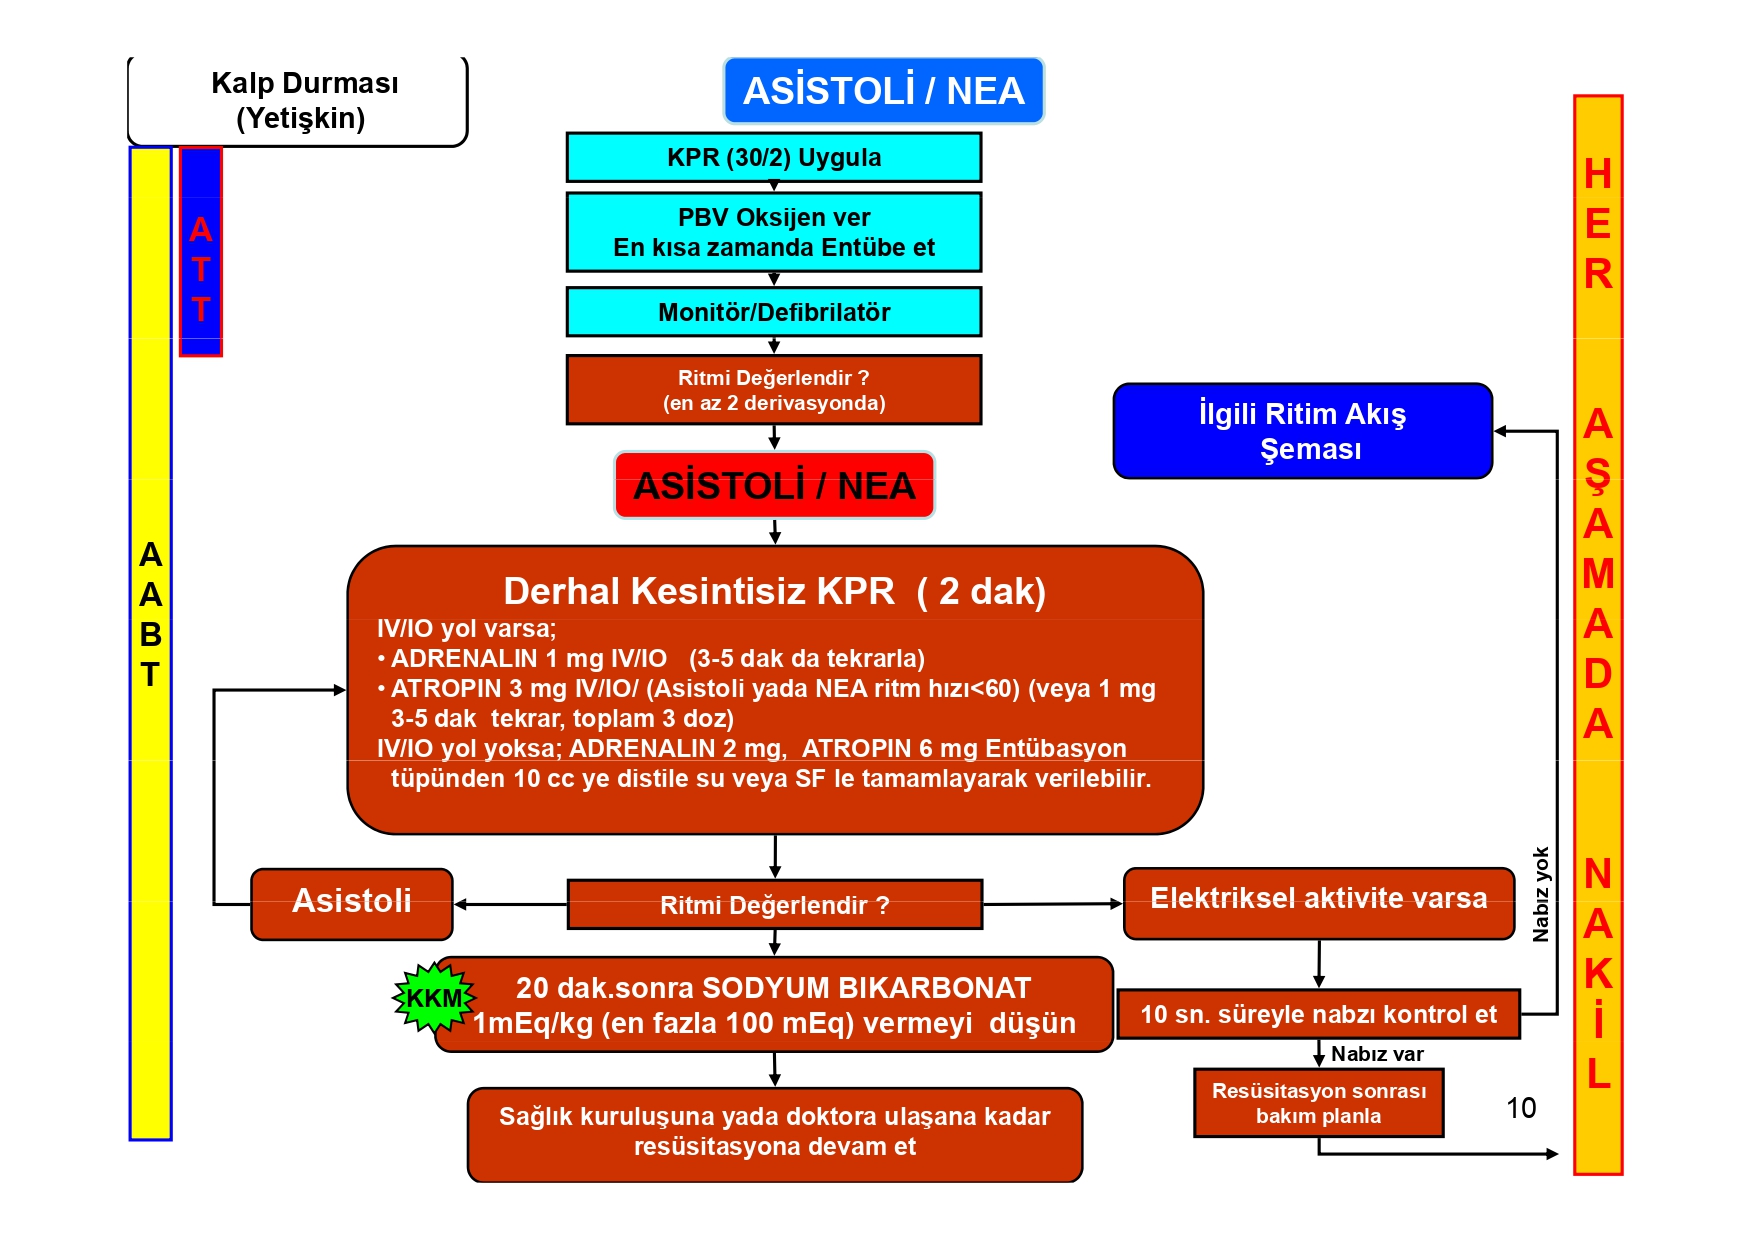 Kalp Durması
(Yetişkin)
ASİSTOLİ / NEA
KPR (30/2) Uygula
PBV Oksijen ver
En kısa zamanda Entübe et
Monitör/Defibrilatör
Ritmi Değerlendir ?
(en az 2 derivasyonda)
ASİSTOLİ / NEA
İlgili Ritim Akış
Şeması
Derhal Kesintisiz KPR ( 2 dak)
IV/IO yol varsa;
• ADRENALIN 1 mg IV/IO (3-5 dak da tekrarla)
• ATROPIN 3 mg IV/IO/ (Asistoli yada NEA ritm hızı<60) (veya 1 mg
3-5 dak tekrar, toplam 3 doz)
IV/IO yol yoksa; ADRENALIN 2 mg, ATROPIN 6 mg Entübasyon
tüpünden 10 cc ye distile su veya SF le tamamlayarak verilebilir.
Asistoli
Ritmi Değerlendir ?
Elektriksel aktivite varsa
Nabız yok
KKM
20 dak.sonra SODYUM BIKARBONAT
1mEq/kg (en fazla 100 mEq) vermeyi düşün
10 sn. süreyle nabzı kontrol et
Nabız var
Resüsitasyon sonrası
bakım planla
Sağlık kuruluşuna yada doktora ulaşana kadar
resüsitasyona devam et
10
AABT
ATT
HER AŞAMADA NAKİL